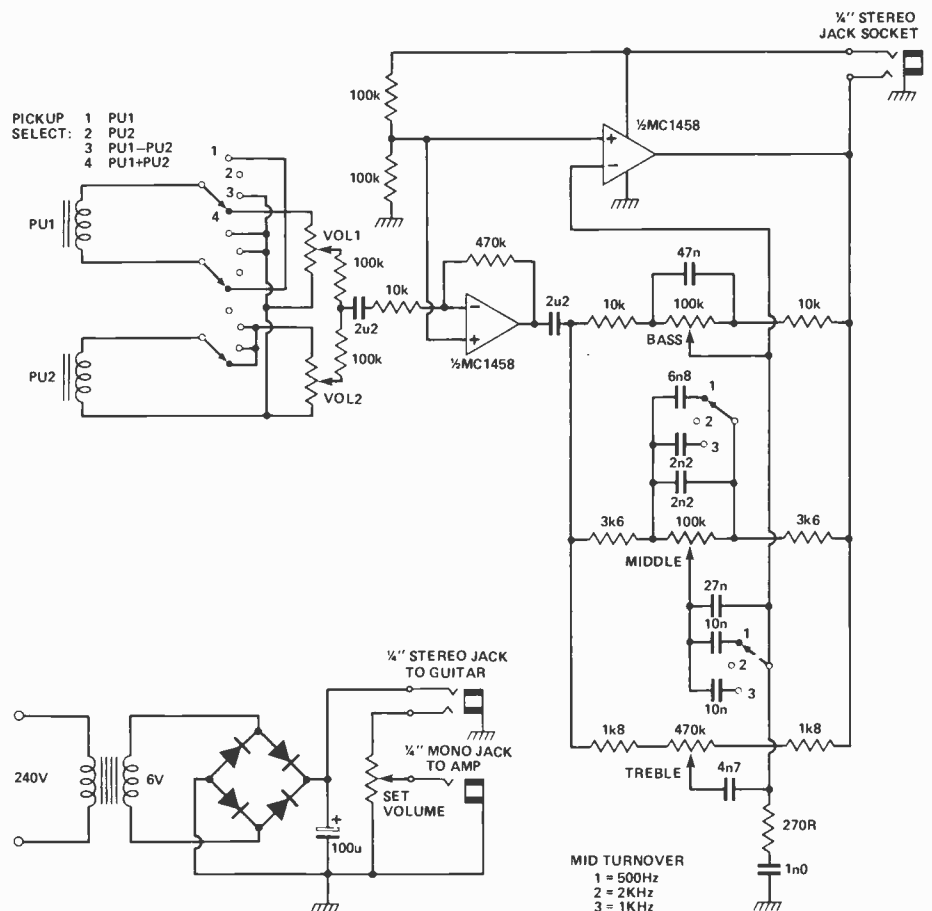 ¼" STEREO
JACK SOCKET
PICKUP 1 PU1
SELECT: 2 PU2
3 PU1−PU2
4 PU1+PU2
1
2
3
4
PU1
PU2
VOL1
100k
100k
VOL2
2u2
10k
470k
−
+
½MC1458
100k
100k
½MC1458
+
−
2u2
47n
10k
100k
10k
BASS
6n8
1
2
3
2n2
2n2
3k6
100k
3k6
MIDDLE
27n
10n
1
2
3
10n
1k8
470k
1k8
TREBLE
4n7
270R
1n0
MID TURNOVER
1 = 500Hz
2 = 2KHz
3 = 1KHz
¼" STEREO JACK
TO GUITAR
¼" MONO JACK
TO AMP
SET
VOLUME
240V
6V
+
100u